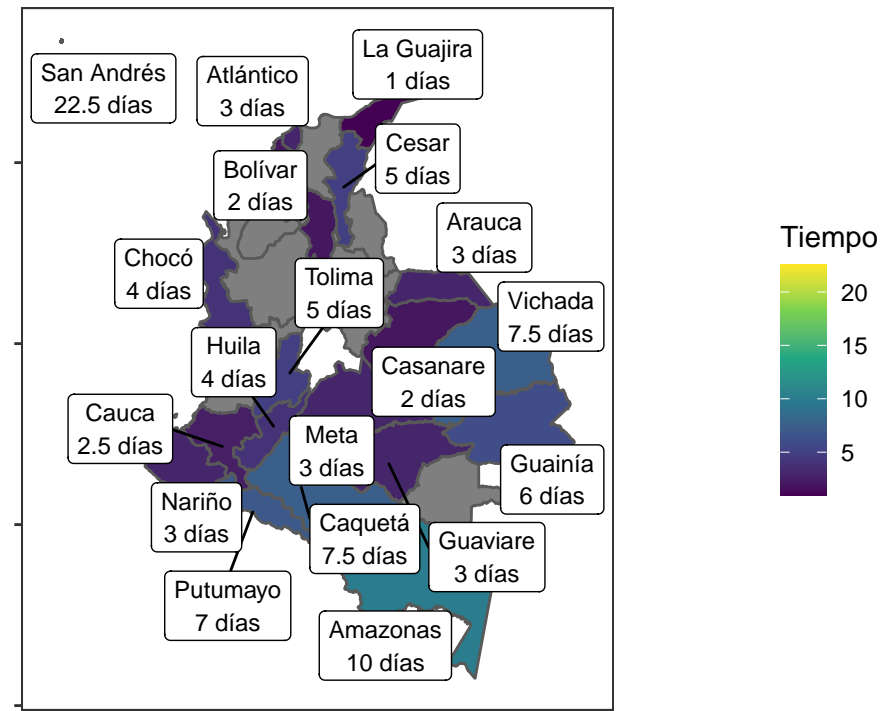 La Guajira
1 días
San Andrés
22.5 días
Atlántico
3 días
Cesar
5 días
Bolívar
2 días
Arauca
3 días
Chocó
4 días
Tolima
5 días
Vichada
7.5 días
Huila
4 días
Casanare
2 días
Cauca
2.5 días
Meta
3 días
Guainía
6 días
Nariño
3 días
Caquetá
7.5 días
Guaviare
3 días
Putumayo
7 días
Amazonas
10 días
Tiempo
20
15
10
5